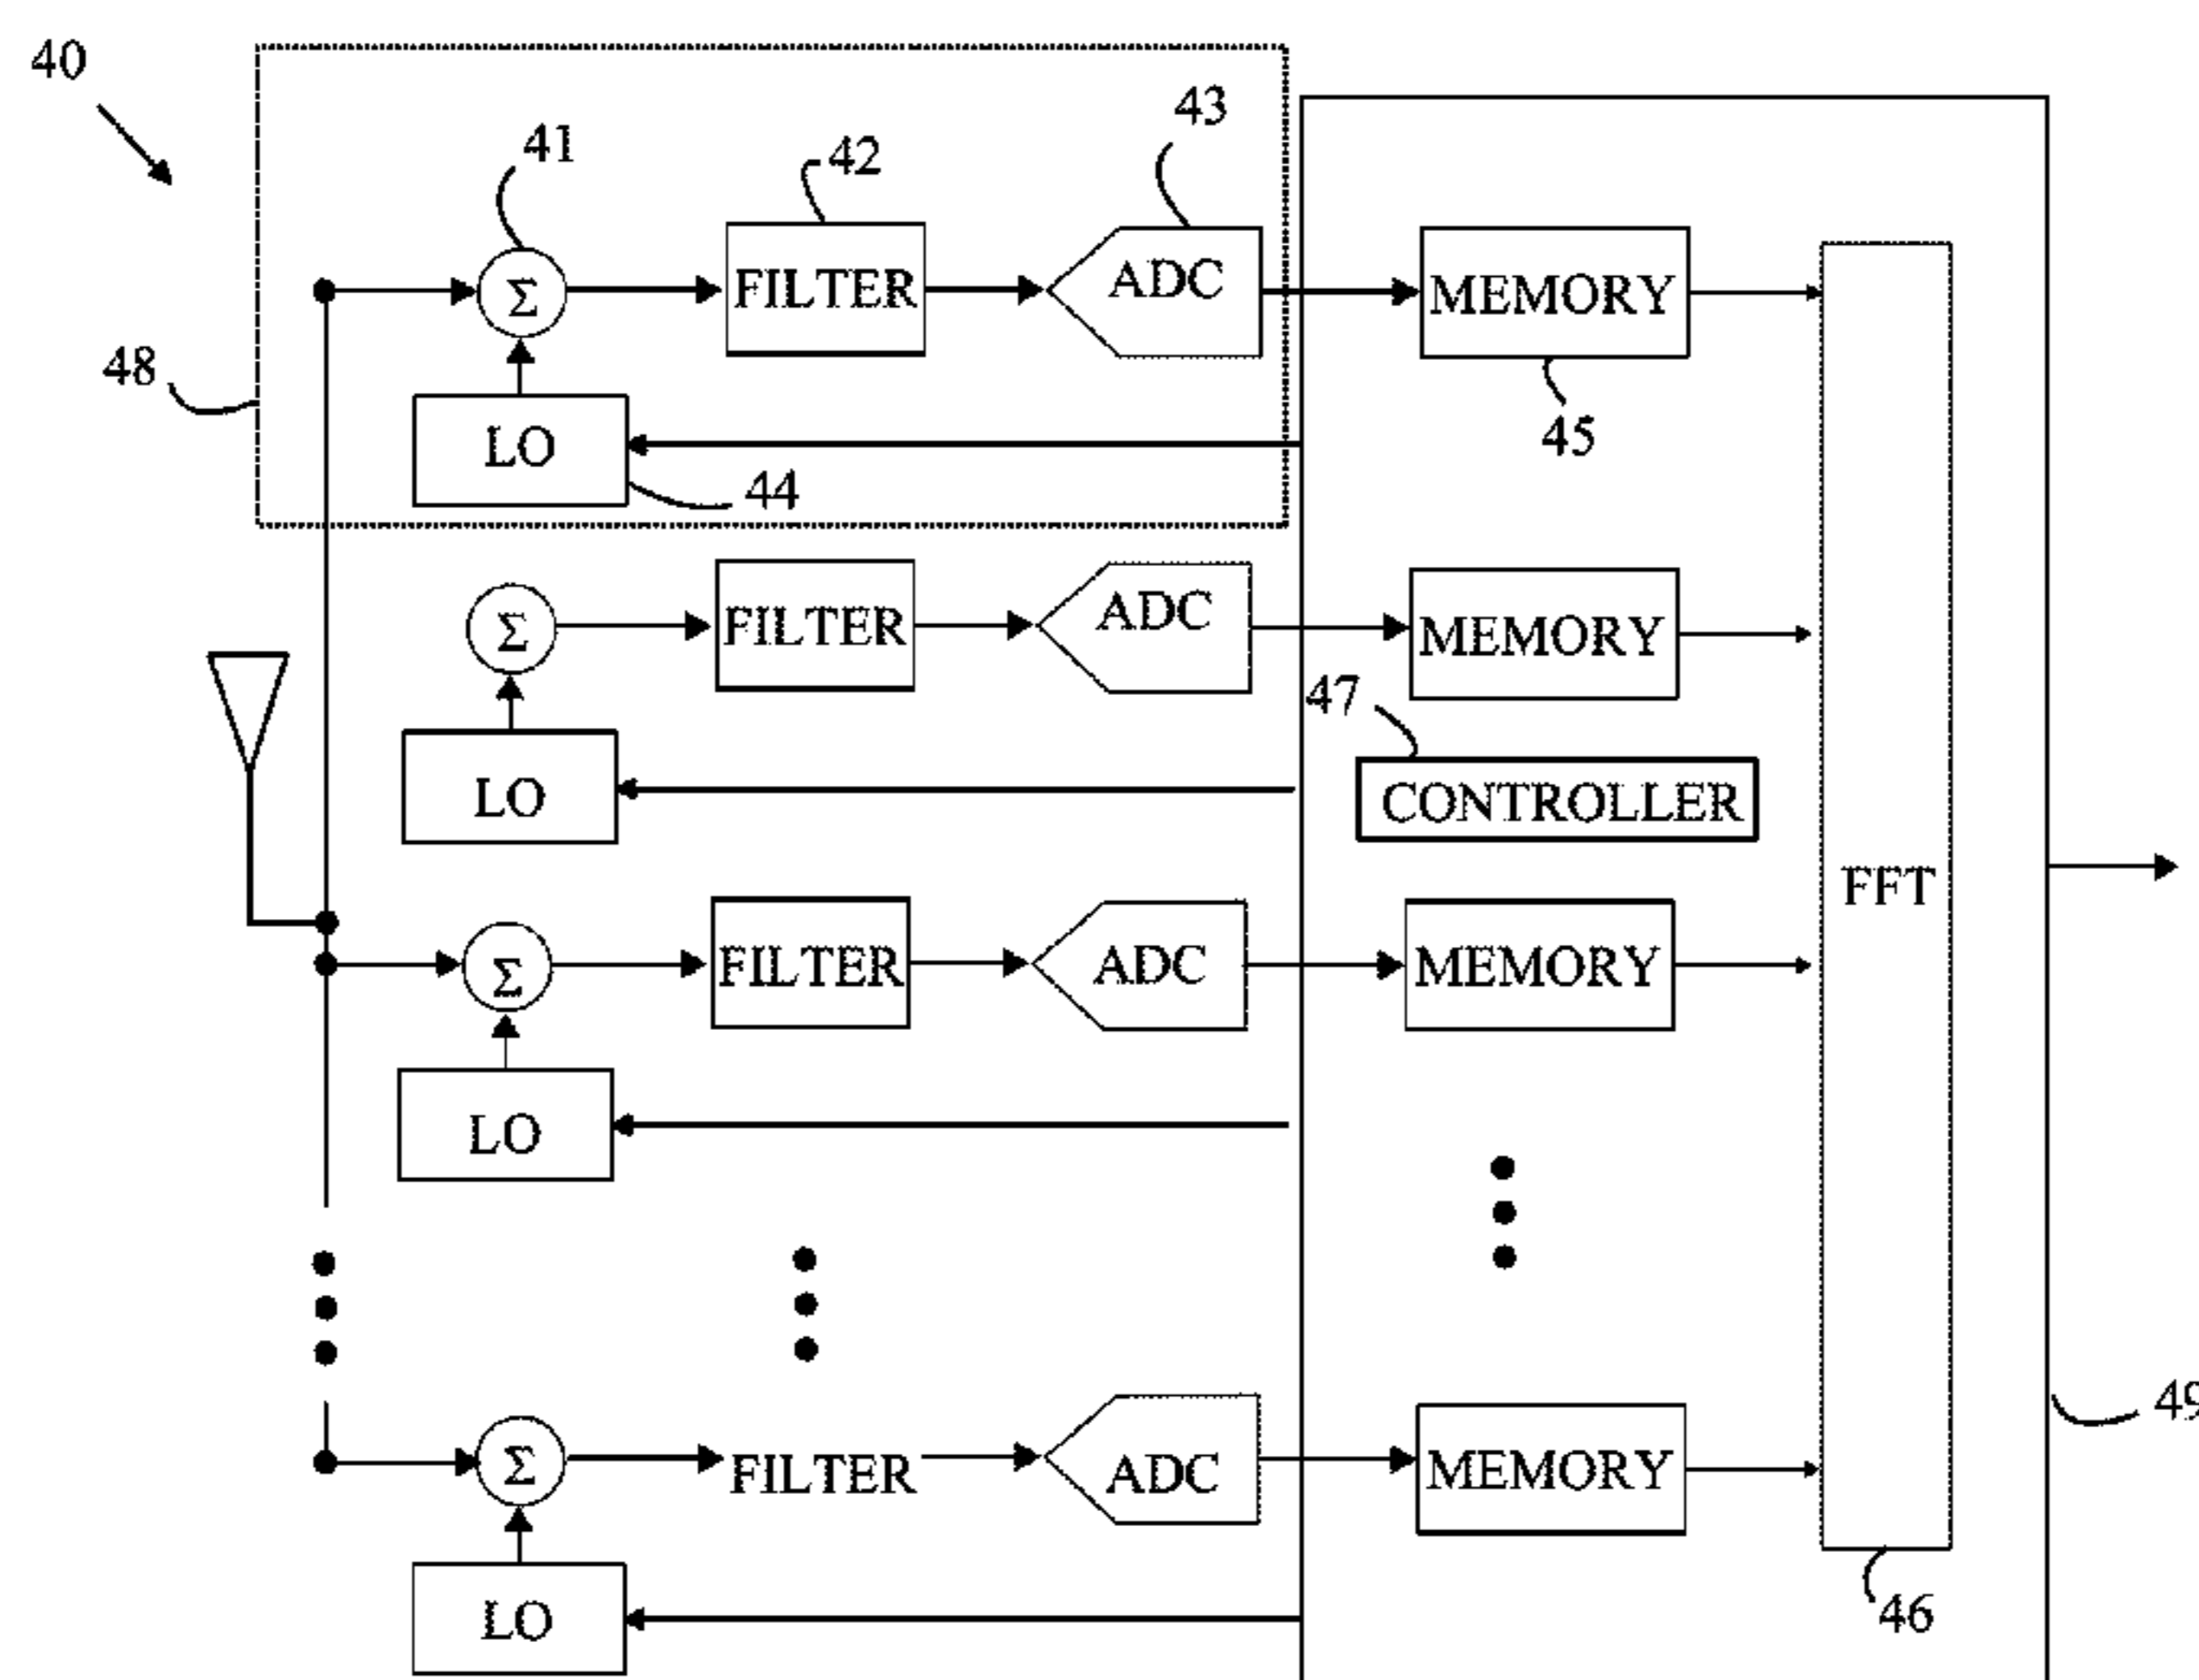 40
41
42
43
Σ
FILTER
ADC
MEMORY
48
LO
44
45
Σ
FILTER
ADC
MEMORY
47
LO
CONTROLLER
FFT
Σ
FILTER
ADC
MEMORY
LO
49
Σ
FILTER
ADC
MEMORY
LO
46